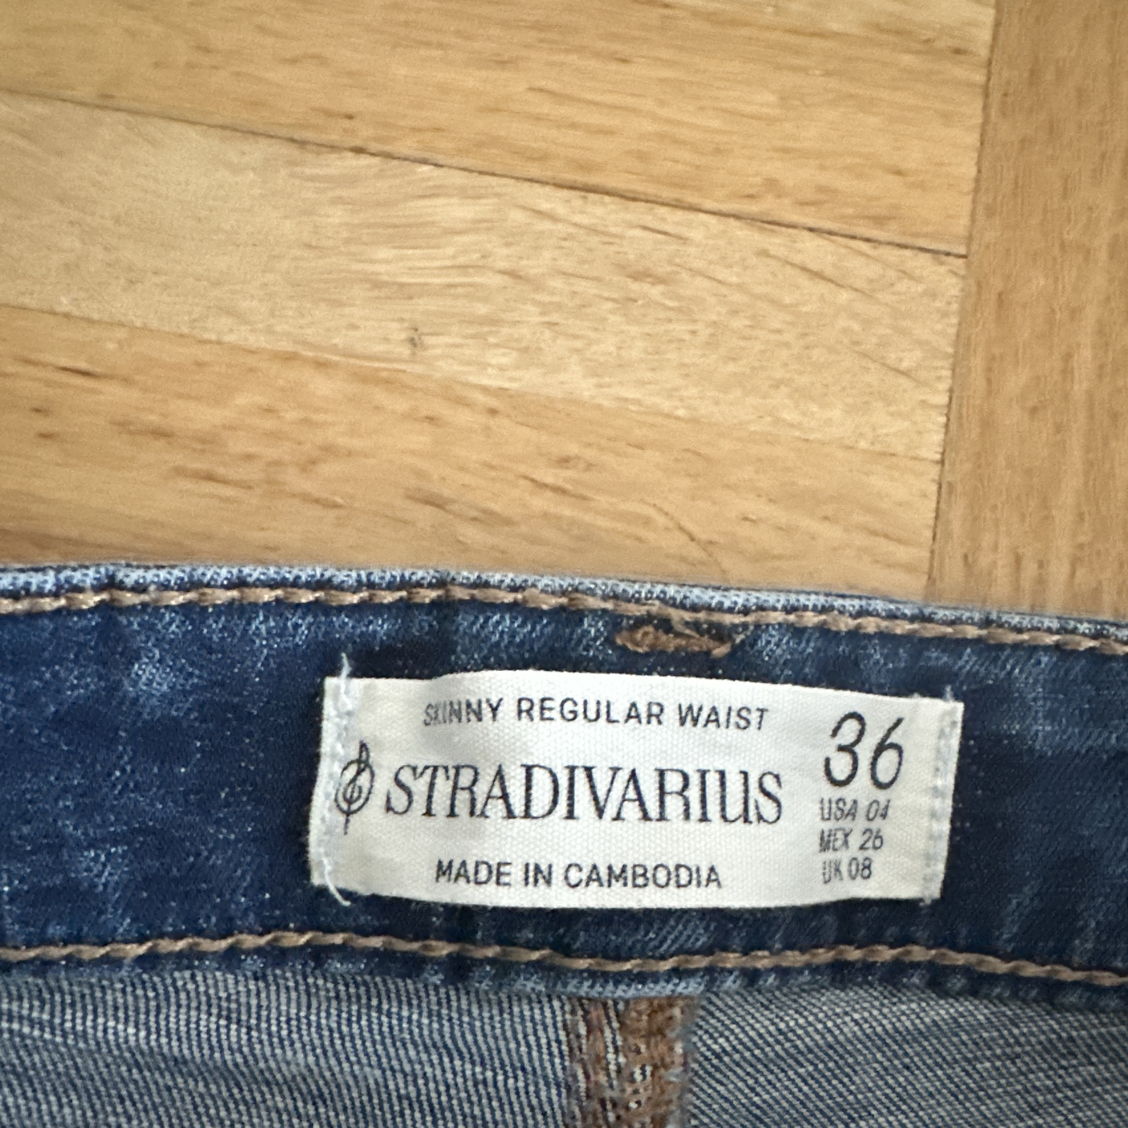 SKINNY REGULAR WAIST
STRADIVARIUS
MADE IN CAMBODIA
36
USA 04
MEX 26
UK 08